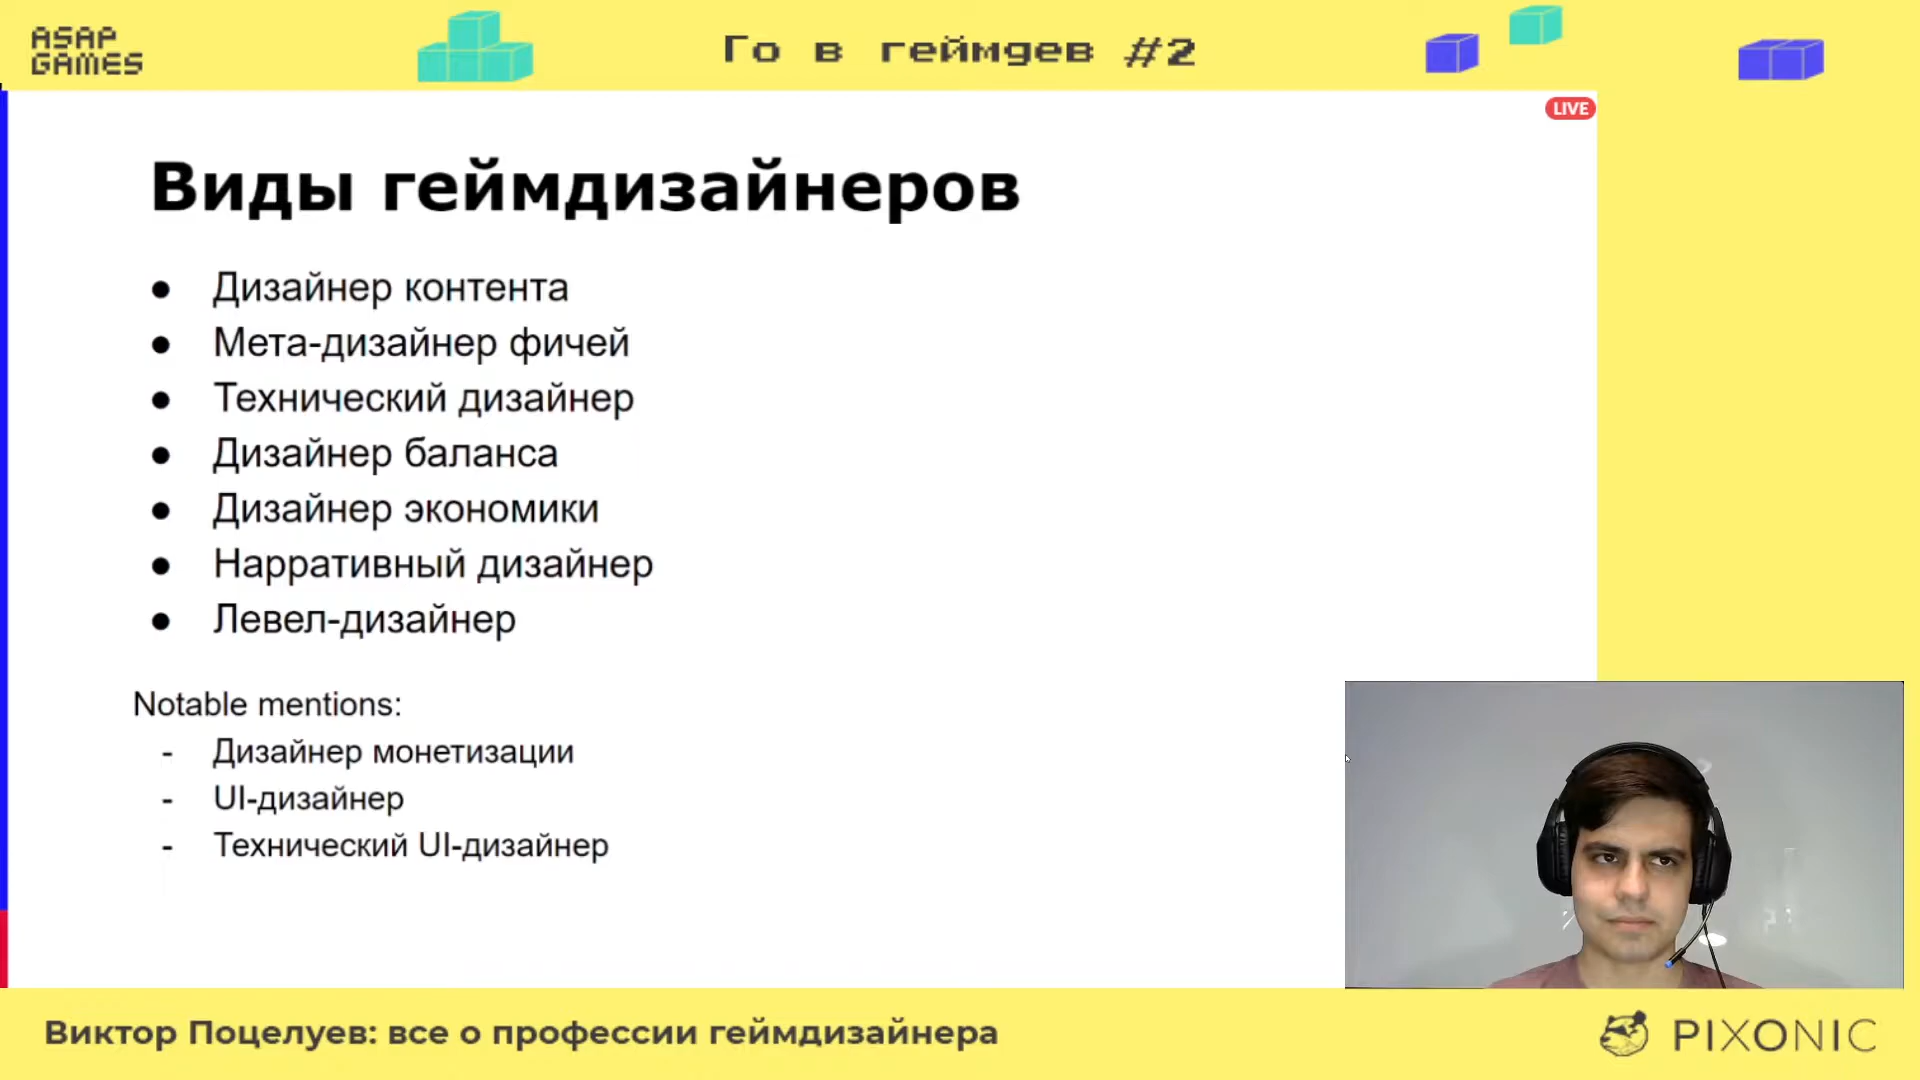 ASAP
GAMES
Го в геймдев #2
LIVE
Виды геймдизайнеров
● Дизайнер контента
● Мета-дизайнер фичей
● Технический дизайнер
● Дизайнер баланса
● Дизайнер экономики
● Нарративный дизайнер
● Левел-дизайнер
Notable mentions:
- Дизайнер монетизации
- UI-дизайнер
- Технический UI-дизайнер
Виктор Поцелуев: все о профессии геймдизайнера
PIXONIC